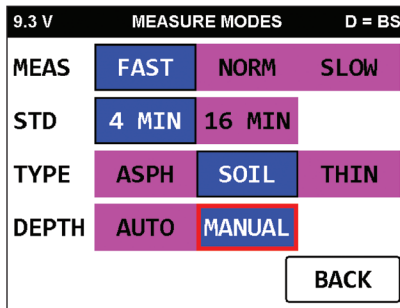 9.3 V MEASURE MODES D = BS
MEAS FAST NORM SLOW
STD 4 MIN 16 MIN
TYPE ASPH SOIL THIN
DEPTH AUTO MANUAL
BACK